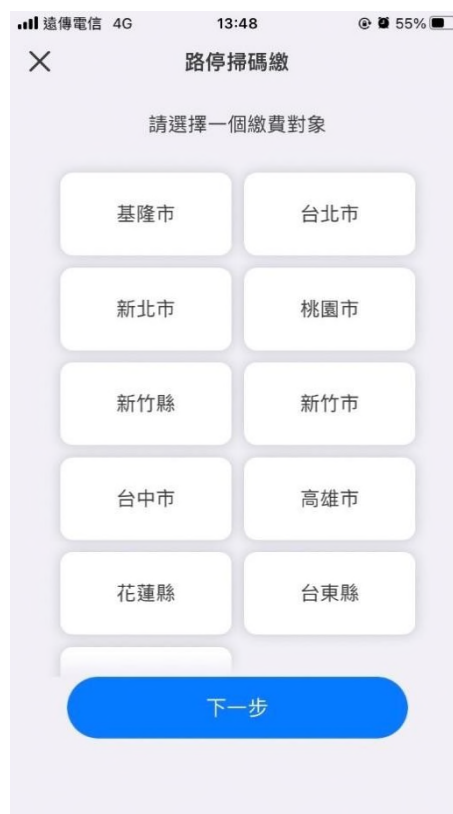 遠傳電信 4G 13:48 55%
路停掃碼繳
請選擇一個繳費對象
基隆市 台北市
新北市 桃園市
新竹縣 新竹市
台中市 高雄市
花蓮縣 台東縣
下一步